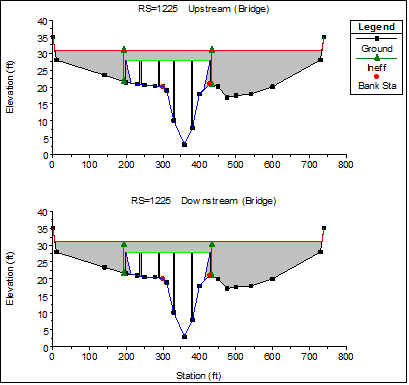 RS=1225 Upstream (Bridge)
40
35
30
25
20
15
10
5
0
Elevation (ft)
0 100 200 300 400 500 600 700 800
Legend
Ground
Ineff
Bank Sta
RS=1225 Downstream (Bridge)
40
35
30
25
20
15
10
5
0
Elevation (ft)
0 100 200 300 400 500 600 700 800
Station (ft)